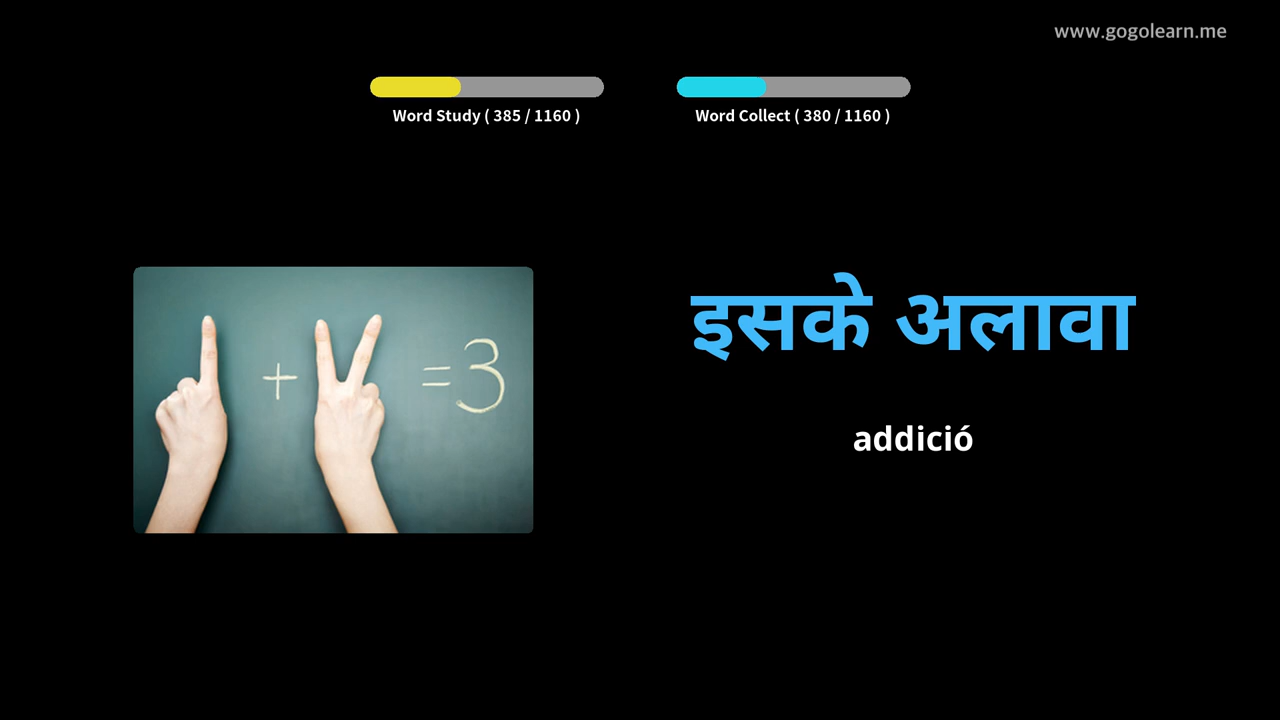 www.gogolearn.me
Word Study ( 385 / 1160 )
Word Collect ( 380 / 1160 )
+ = 3
इसके अलावा
addició